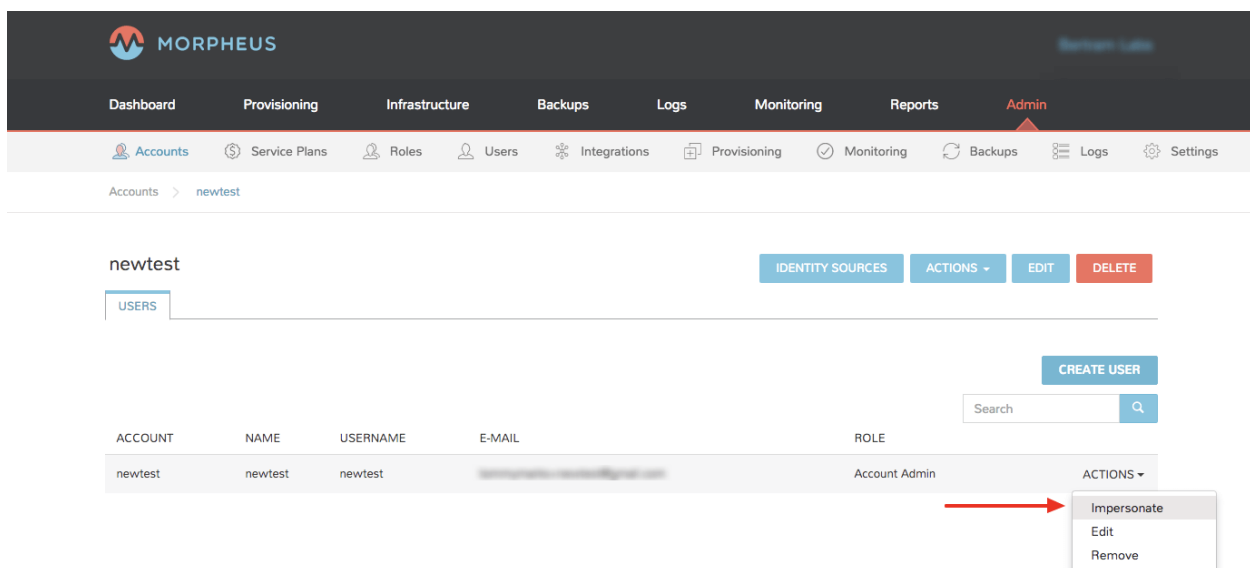 MORPHEUS
Dashboard Provisioning Infrastructure Backups Logs Monitoring Reports Admin
Accounts Service Plans Roles Users Integrations Provisioning Monitoring Backups Logs Settings
Accounts newtest
newtest
IDENTITY SOURCES ACTIONS EDIT DELETE
USERS
CREATE USER
Search
ACCOUNT NAME USERNAME E-MAIL ROLE
newtest newtest newtest Account Admin ACTIONS
Impersonate
Edit
Remove